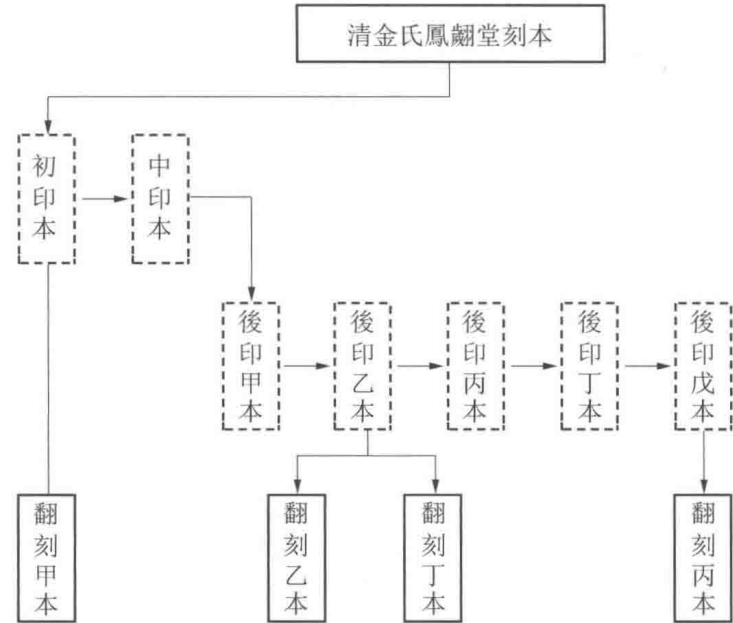 清金氏鳳翽堂刻本
初印本
中印本
後印甲本
後印乙本
後印丙本
後印丁本
後印戊本
翻刻甲本
翻刻乙本
翻刻丁本
翻刻丙本